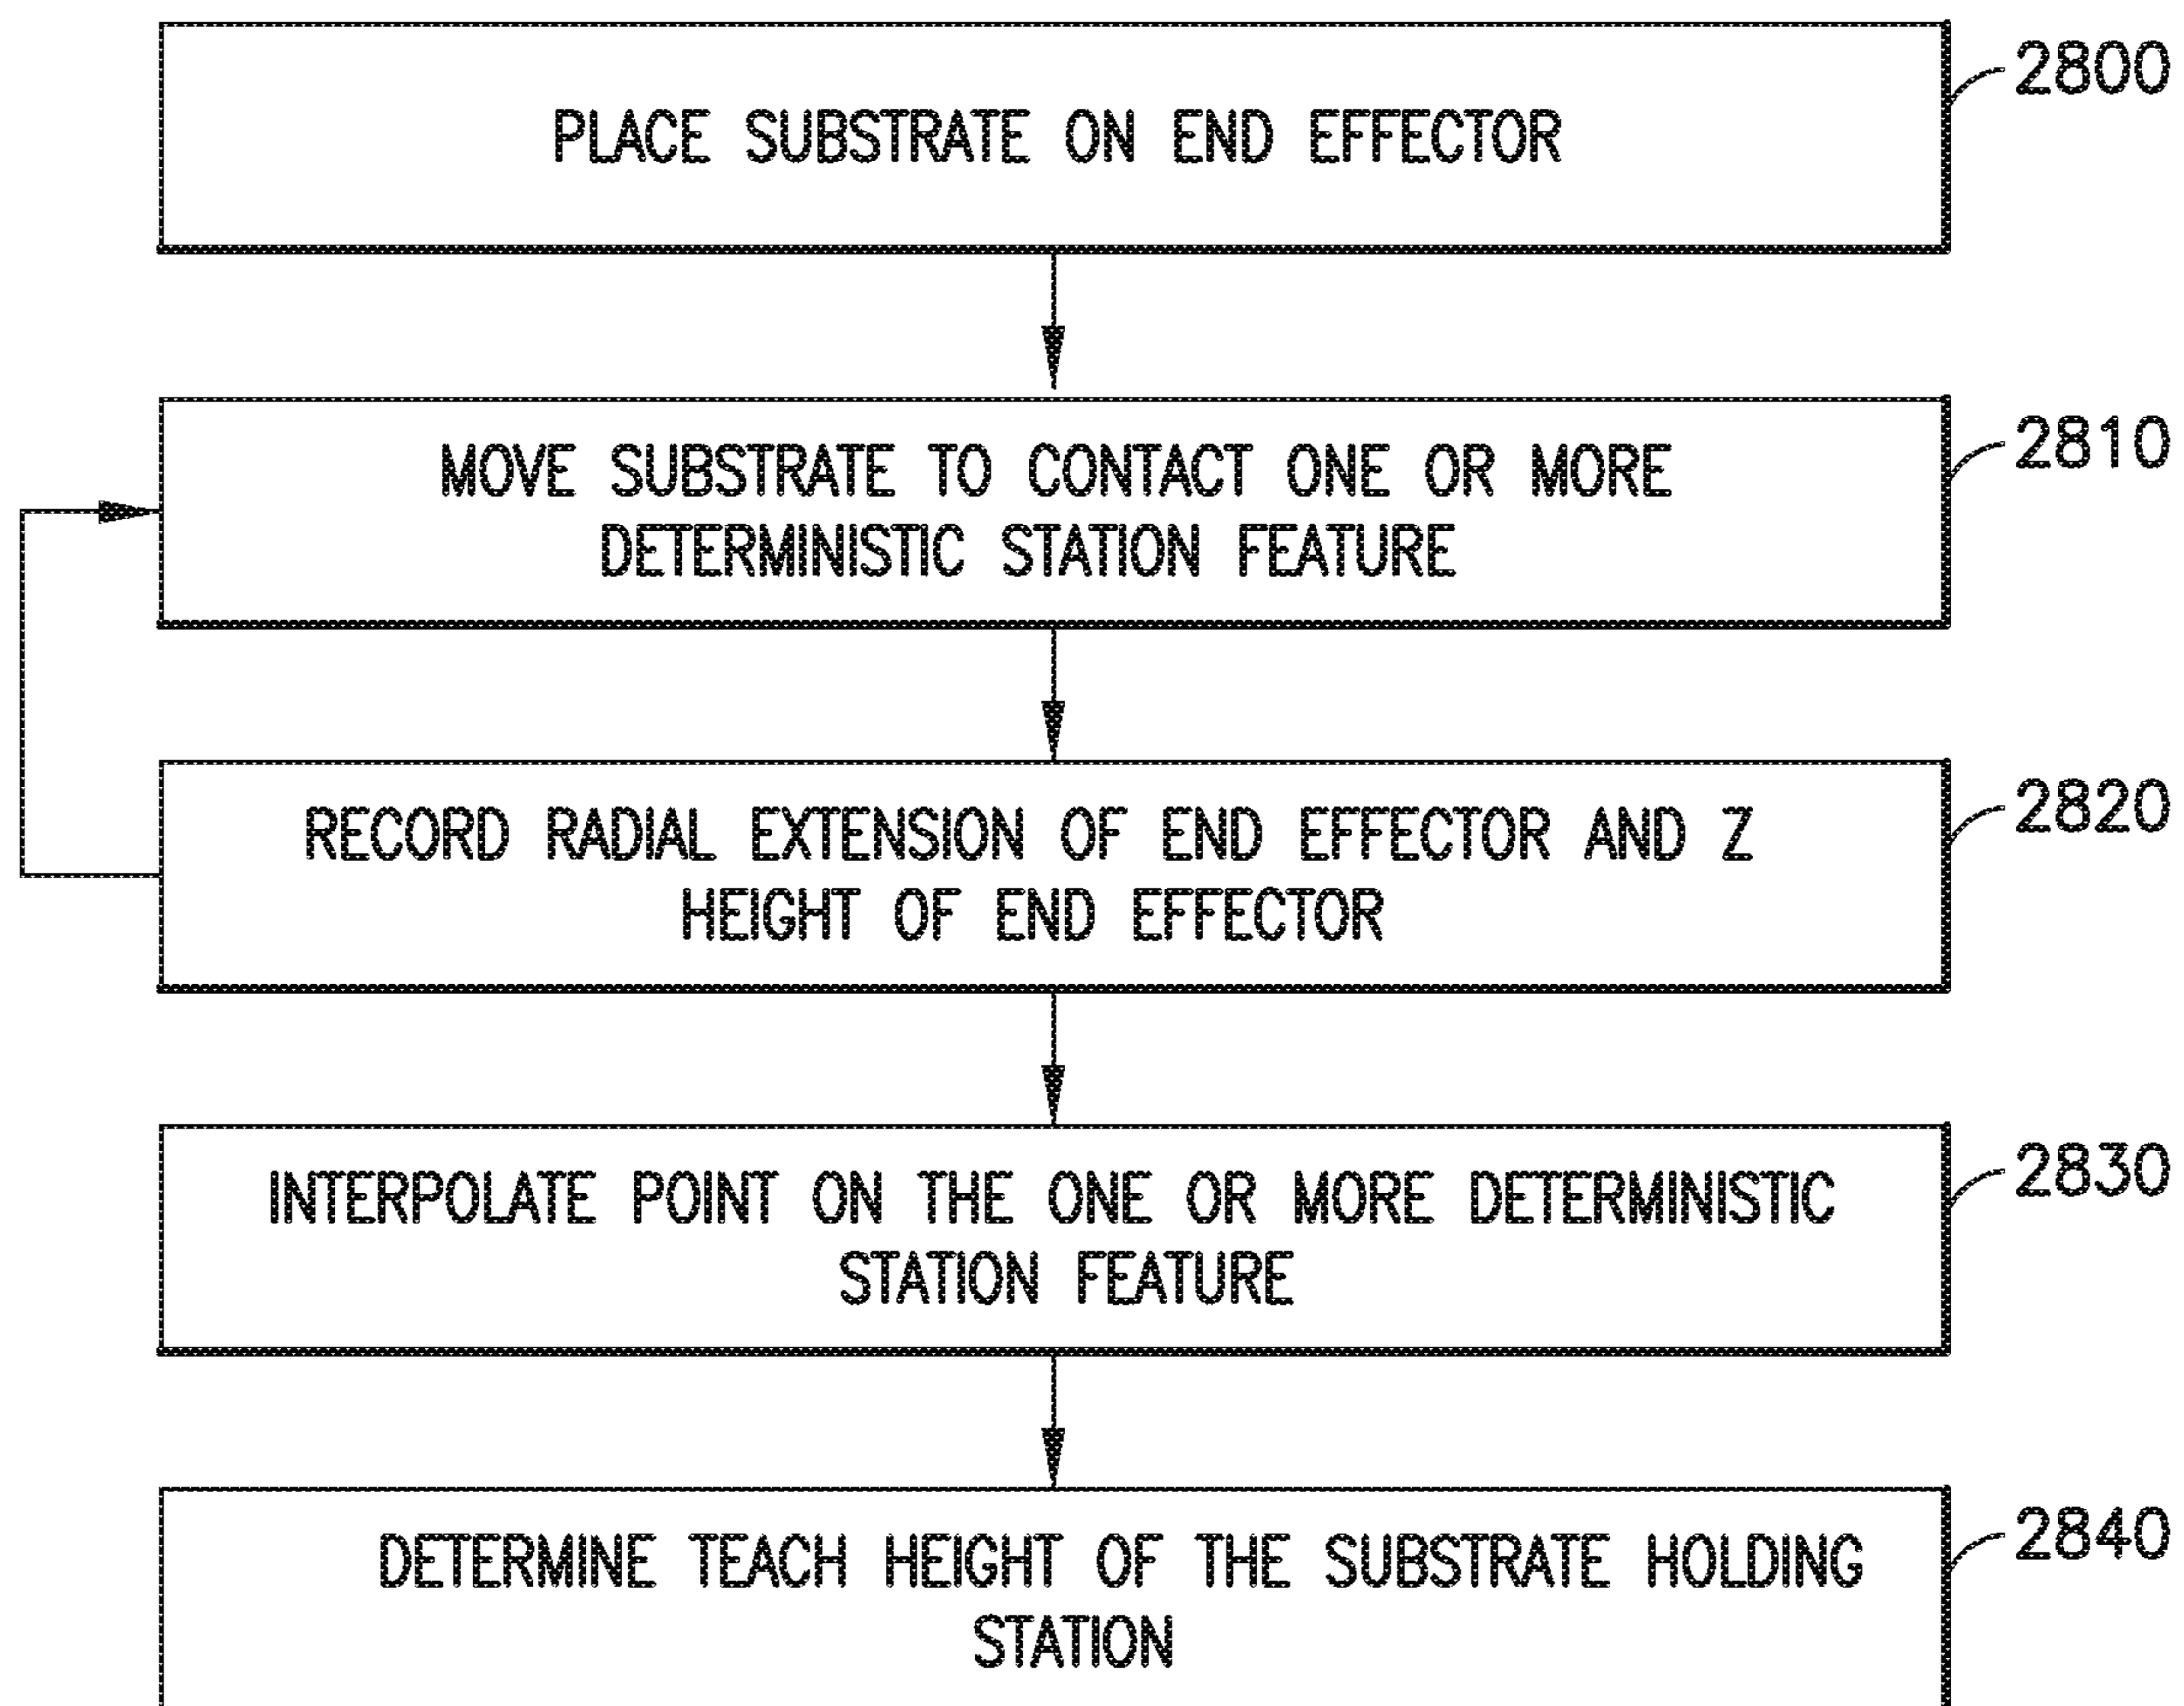 PLACE SUBSTRATE ON END EFFECTOR
2800
MOVE SUBSTRATE TO CONTACT ONE OR MORE
DETERMINISTIC STATION FEATURE
2810
RECORD RADIAL EXTENSION OF END EFFECTOR AND Z
HEIGHT OF END EFFECTOR
2820
INTERPOLATE POINT ON THE ONE OR MORE DETERMINISTIC
STATION FEATURE
2830
DETERMINE TEACH HEIGHT OF THE SUBSTRATE HOLDING
STATION
2840